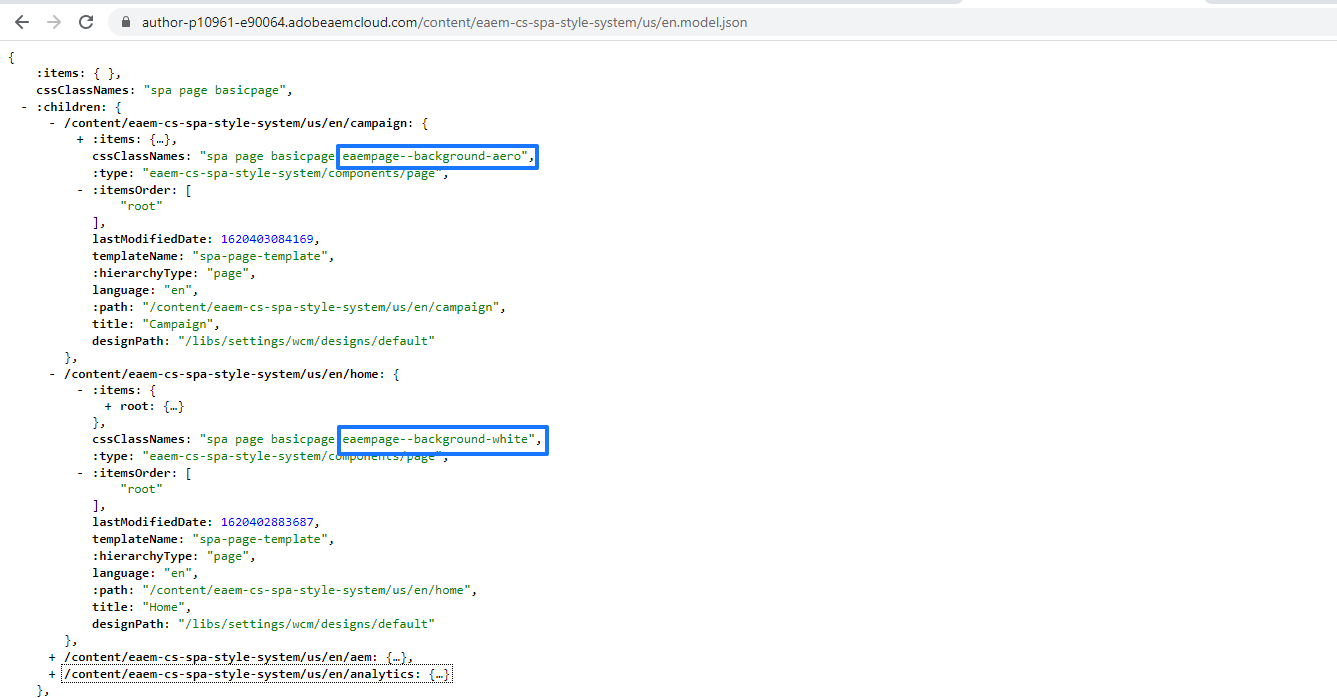 author-p10961-e90064.adobeaemcloud.com/content/eaem-cs-spa-style-system/us/en.model.json
{
:items: { },
cssClassNames: "spa page basicpage",
- :children: {
- /content/eaem-cs-spa-style-system/us/en/campaign: {
+ :items: {…},
cssClassNames: "spa page basicpage eaempage--background-aero",
:type: "eaem-cs-spa-style-system/components/page",
- :itemsOrder: [
"root"
],
lastModifiedDate: 1620403084169,
templateName: "spa-page-template",
:hierarchyType: "page",
language: "en",
:path: "/content/eaem-cs-spa-style-system/us/en/campaign",
title: "Campaign",
designPath: "/libs/settings/wcm/designs/default"
},
- /content/eaem-cs-spa-style-system/us/en/home: {
- :items: {
+ root: {…}
},
cssClassNames: "spa page basicpage eaempage--background-white",
:type: "eaem-cs-spa-style-system/components/page",
- :itemsOrder: [
"root"
],
lastModifiedDate: 1620402883687,
templateName: "spa-page-template",
:hierarchyType: "page",
language: "en",
:path: "/content/eaem-cs-spa-style-system/us/en/home",
title: "Home",
designPath: "/libs/settings/wcm/designs/default"
},
+ /content/eaem-cs-spa-style-system/us/en/aem: {…},
+ /content/eaem-cs-spa-style-system/us/en/analytics: {…}
},